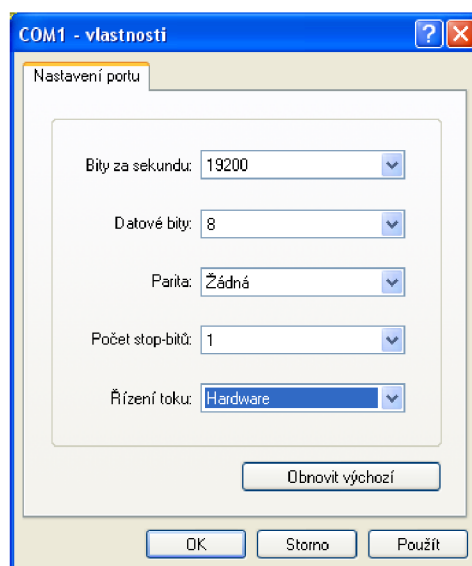 COM1 - vlastnosti
Nastavení portu
Bity za sekundu: 19200
Datové bity: 8
Parita: Žádná
Počet stop-bitů: 1
Řízení toku: Hardware
Obnovit výchozí
OK Storno Použít